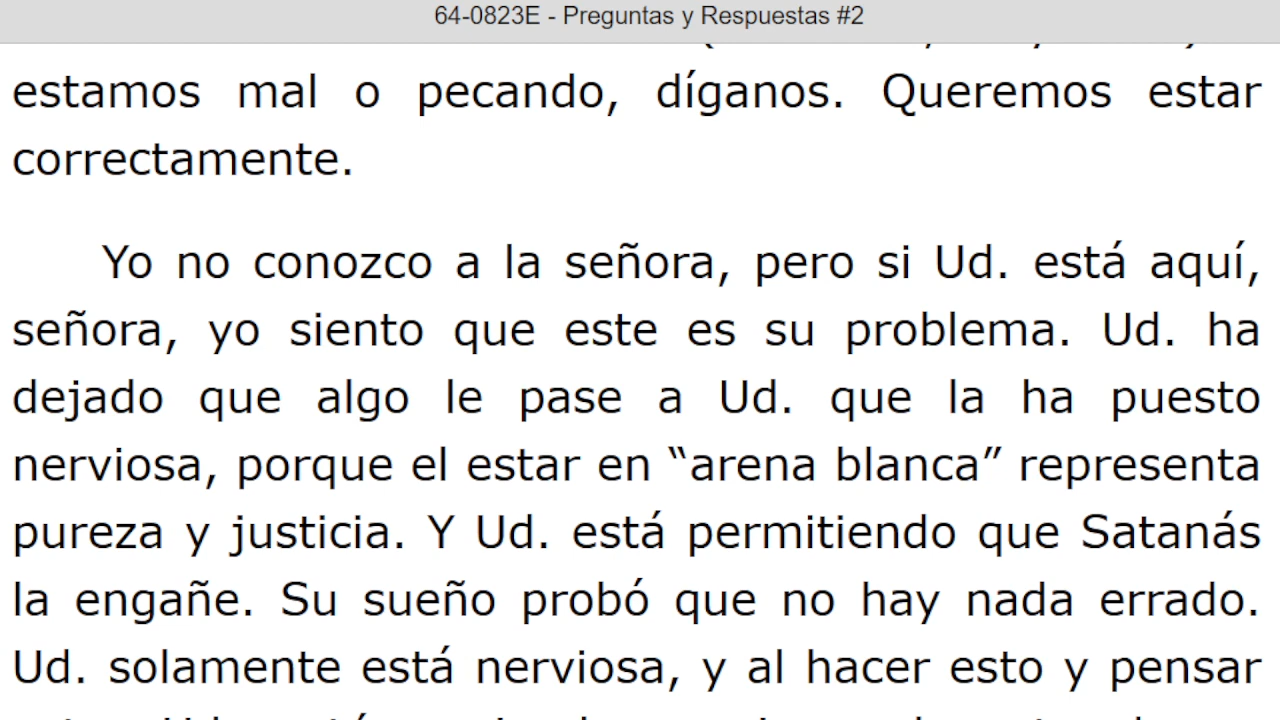 64-0823E - Preguntas y Respuestas #2
estamos mal o pecando, díganos. Queremos estar
correctamente.
Yo no conozco a la señora, pero si Ud. está aquí,
señora, yo siento que este es su problema. Ud. ha
dejado que algo le pase a Ud. que la ha puesto
nerviosa, porque el estar en “arena blanca” representa
pureza y justicia. Y Ud. está permitiendo que Satanás
la engañe. Su sueño probó que no hay nada errado.
Ud. solamente está nerviosa, y al hacer esto y pensar